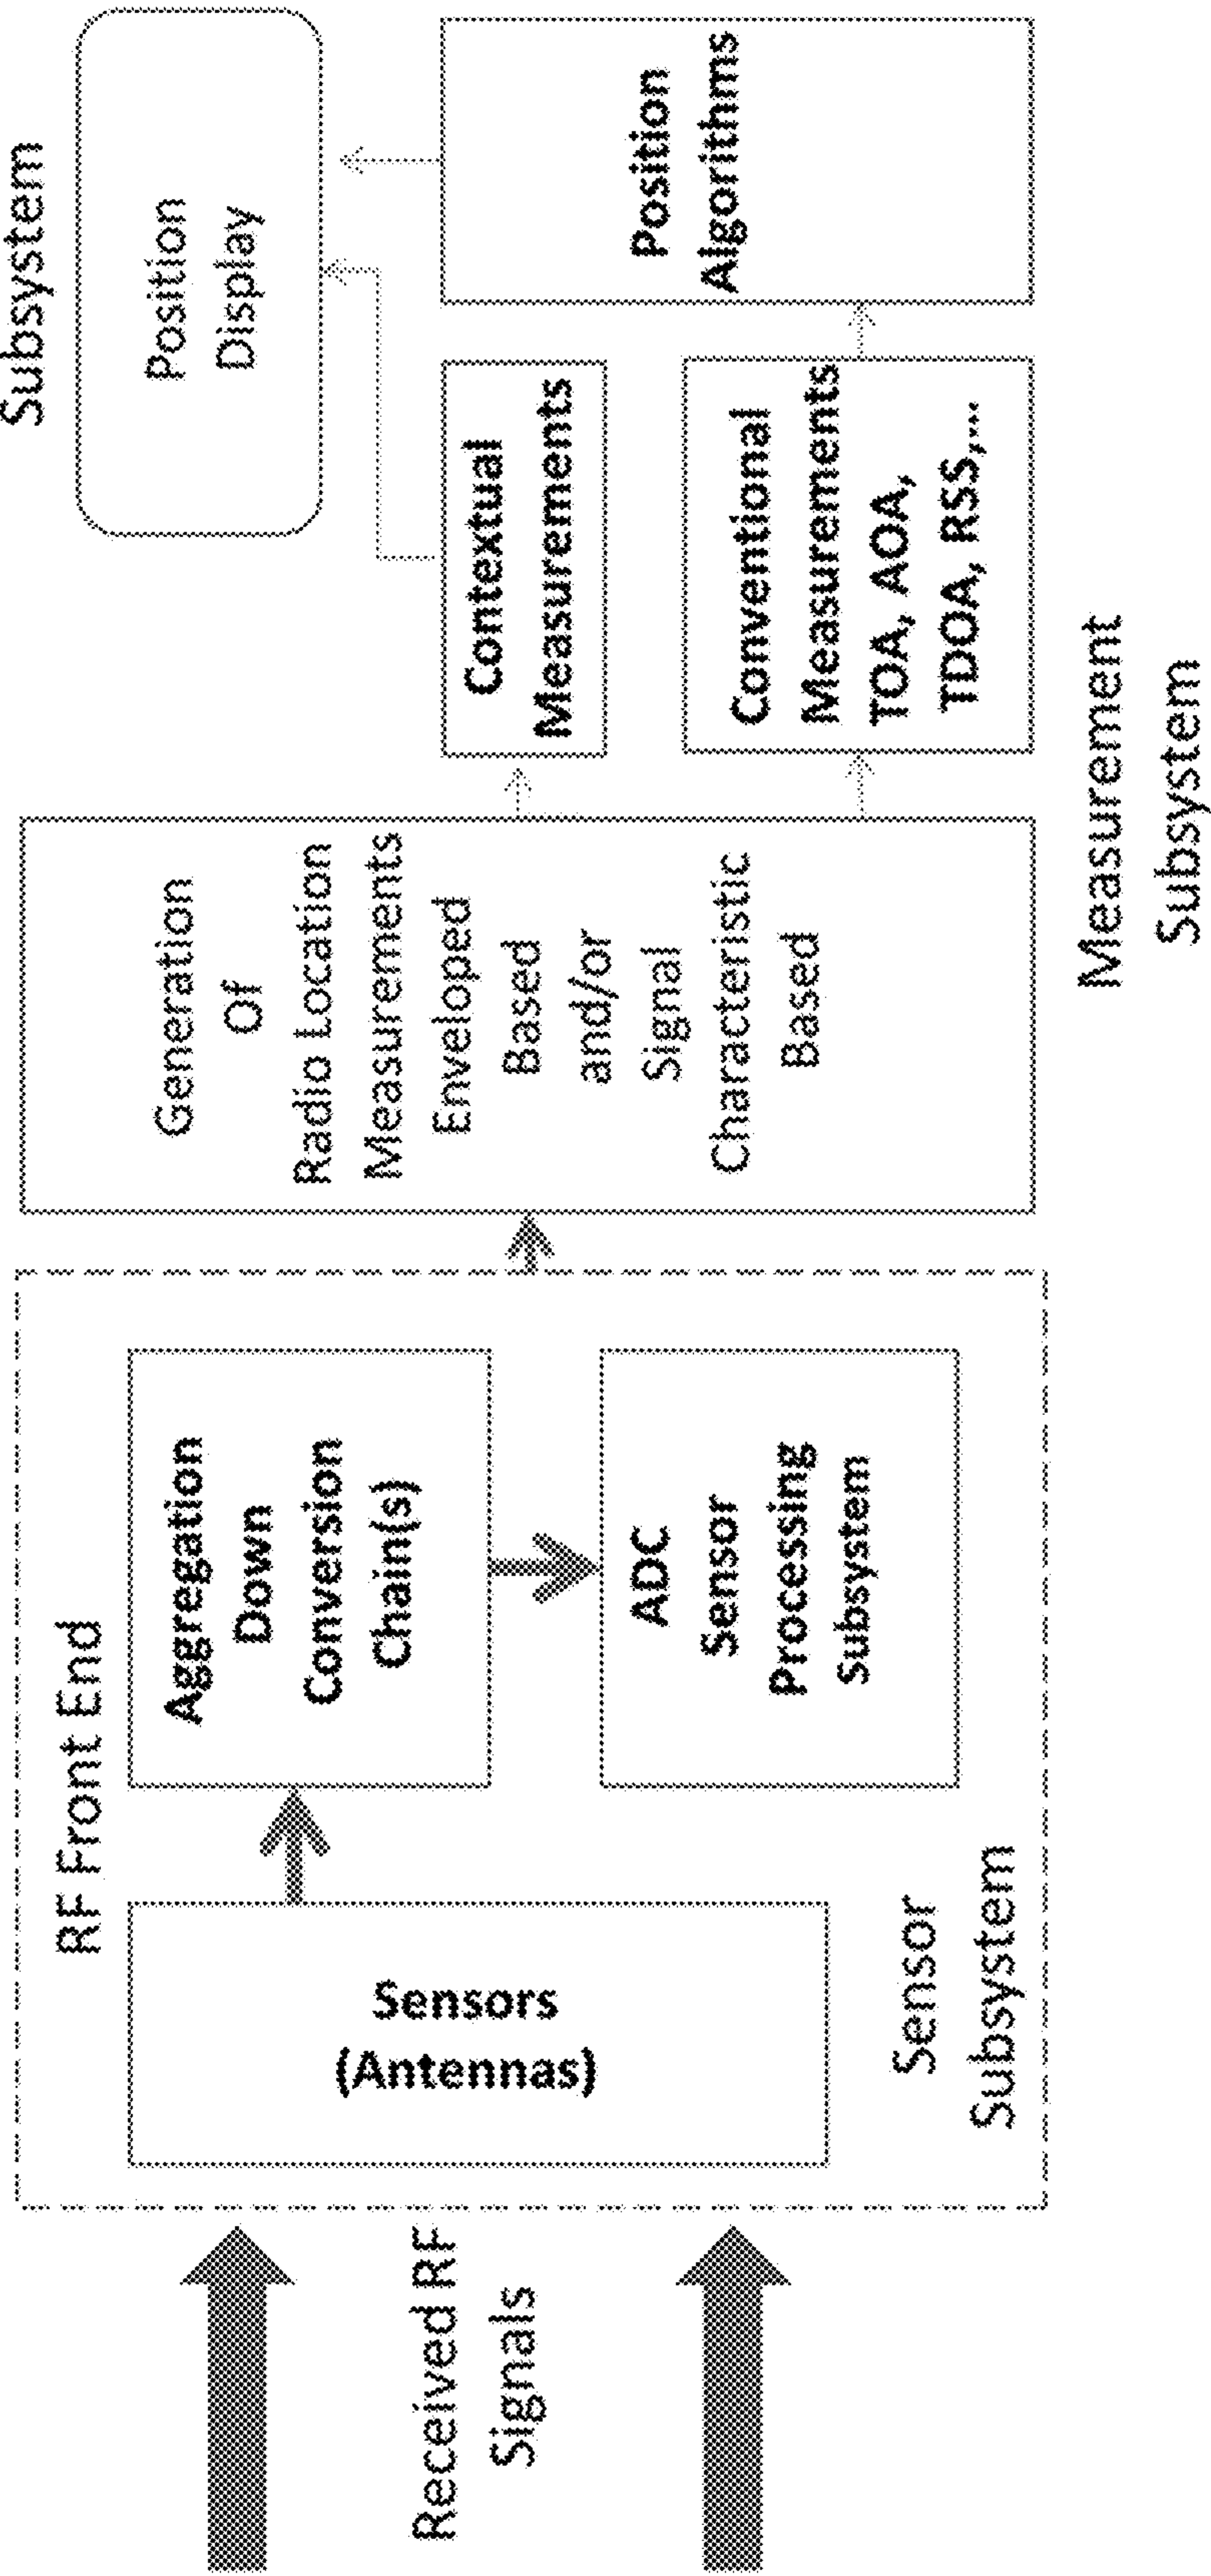 Received RF
Signals
RF Front End
Sensors
(Antennas)
Aggregation
Down
Conversion
Chain(s)
ADC
Sensor
Processing
Subsystem
Sensor
Subsystem
Generation
Of
Radio Location
Measurements
Enveloped
Based
and/or
Signal
Characteristic
Based
Contextual
Measurements
Conventional
Measurements
TOA, AOA,
TDOA, RSS,...
Measurement
Subsystem
Subsystem
Position
Display
Position
Algorithms